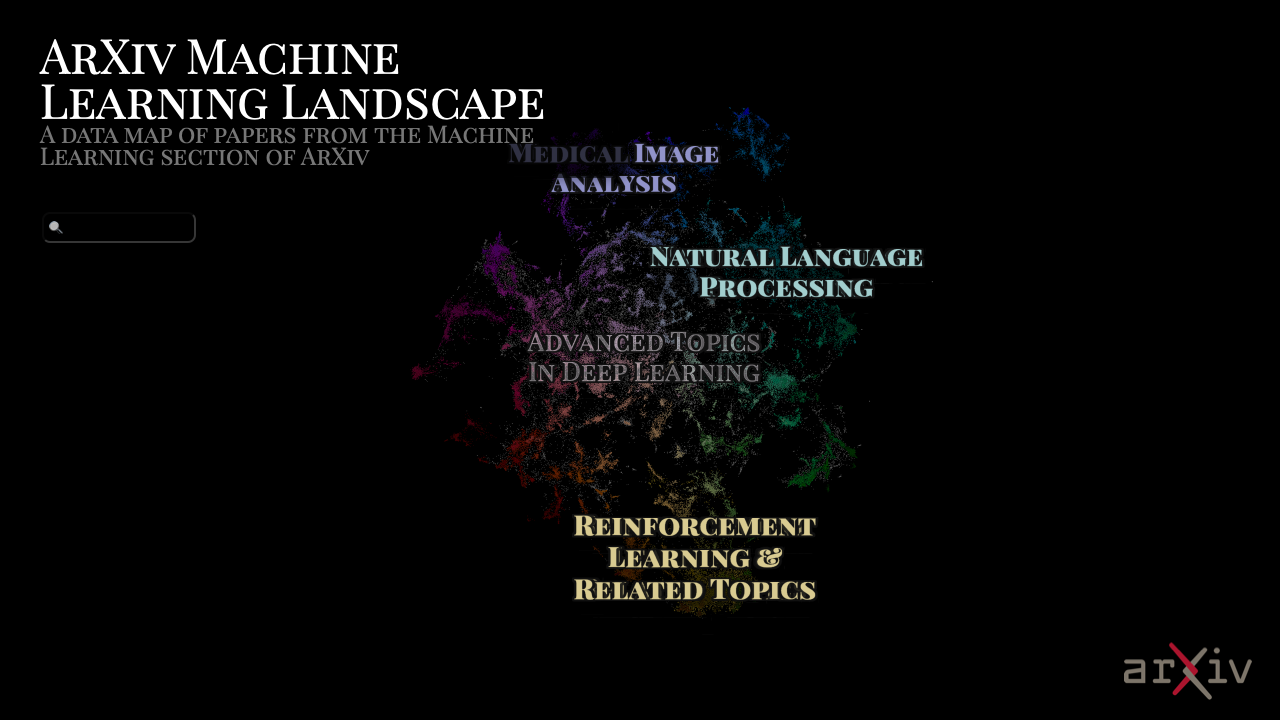 ArXiv Machine
Learning Landscape
A data map of papers from the Machine
Learning section of ArXiv
Medical Image
Analysis
Natural Language
Processing
Advanced Topics
In Deep Learning
Reinforcement
Learning &
Related Topics
arXiv